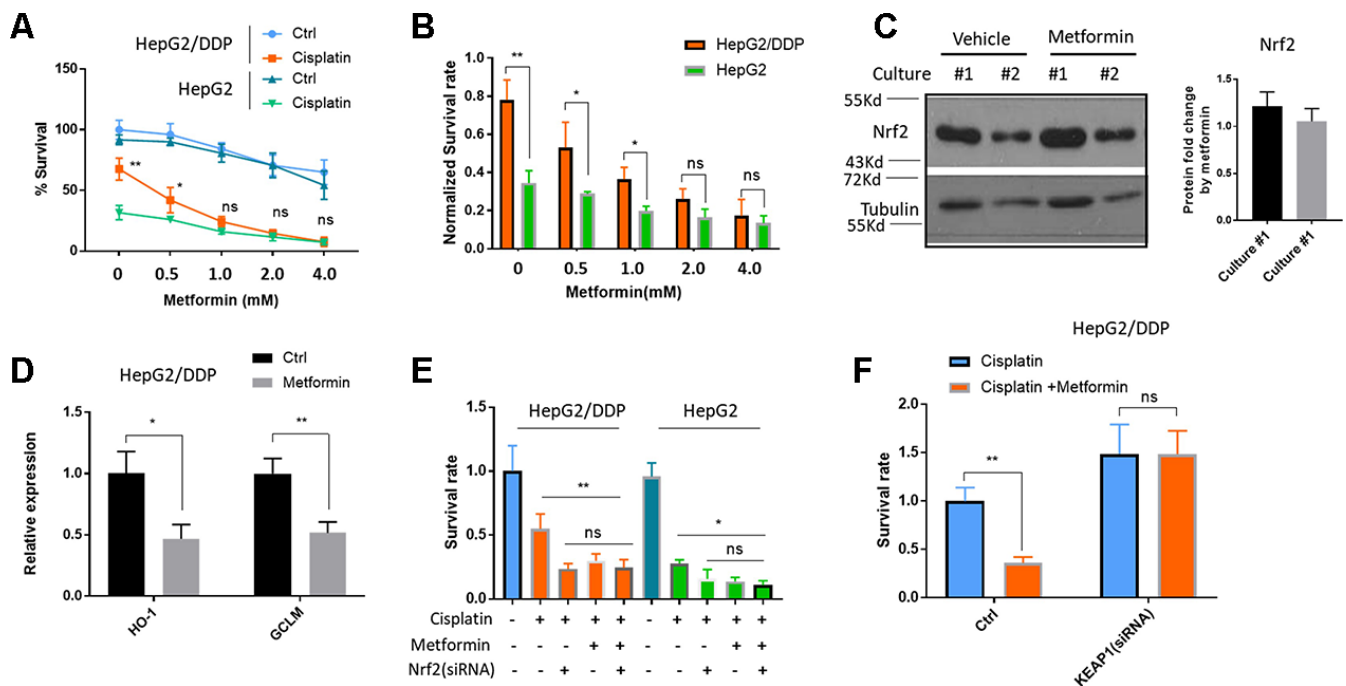 A
HepG2/DDP
Ctrl
Cisplatin
HepG2
Ctrl
Cisplatin
150
100
50
0
% Survival
**
*
ns
ns
ns
0 0.5 1.0 2.0 4.0
Metformin (mM)
B
HepG2/DDP
HepG2
1.0
0.8
0.6
0.4
0.2
0.0
Normalized Survival rate
**
*
*
ns
ns
0 0.5 1.0 2.0 4.0
Metformin(mM)
C
Vehicle Metformin
Culture #1 #2 #1 #2
55Kd
Nrf2
43Kd
72Kd
Tubulin
55Kd
Nrf2
1.5
1.0
0.5
0.0
Protein fold change
by metformin
Culture #1
Culture #1
D
HepG2/DDP
Ctrl
Metformin
1.5
1.0
0.5
0.0
Relative expression
*
**
HO-1
GCLM
E
HepG2/DDP HepG2
1.5
1.0
0.5
0.0
Survival rate
**
ns
*
ns
Cisplatin - + + + + - + + + +
Metformin - - - + + - - - + +
Nrf2(siRNA) - - + - + - - + - +
HepG2/DDP
F
Cisplatin
Cisplatin +Metformin
2.0
1.5
1.0
0.5
0.0
Survival rate
**
ns
Ctrl
KEAP1(siRNA)